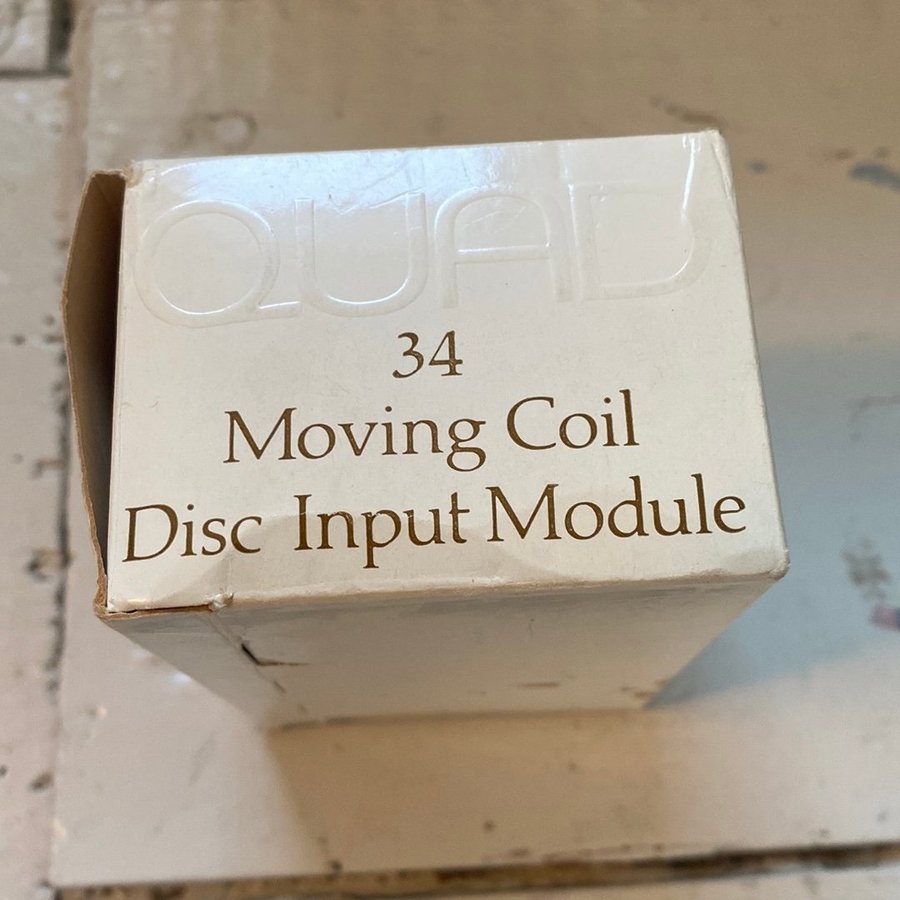 QUAD
34
Moving Coil
Disc Input Module